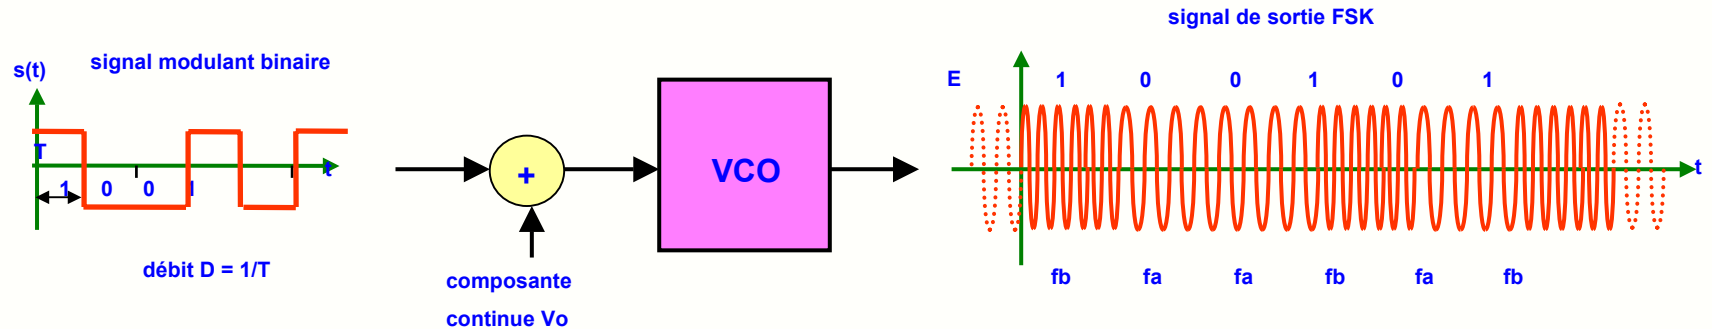 signal modulant binaire
s(t)
T
t
1 0 0 1
débit D = 1/T
+
composante
continue Vo
VCO
signal de sortie FSK
E
1 0 0 1 0 1
t
fb fa fa fb fa fb